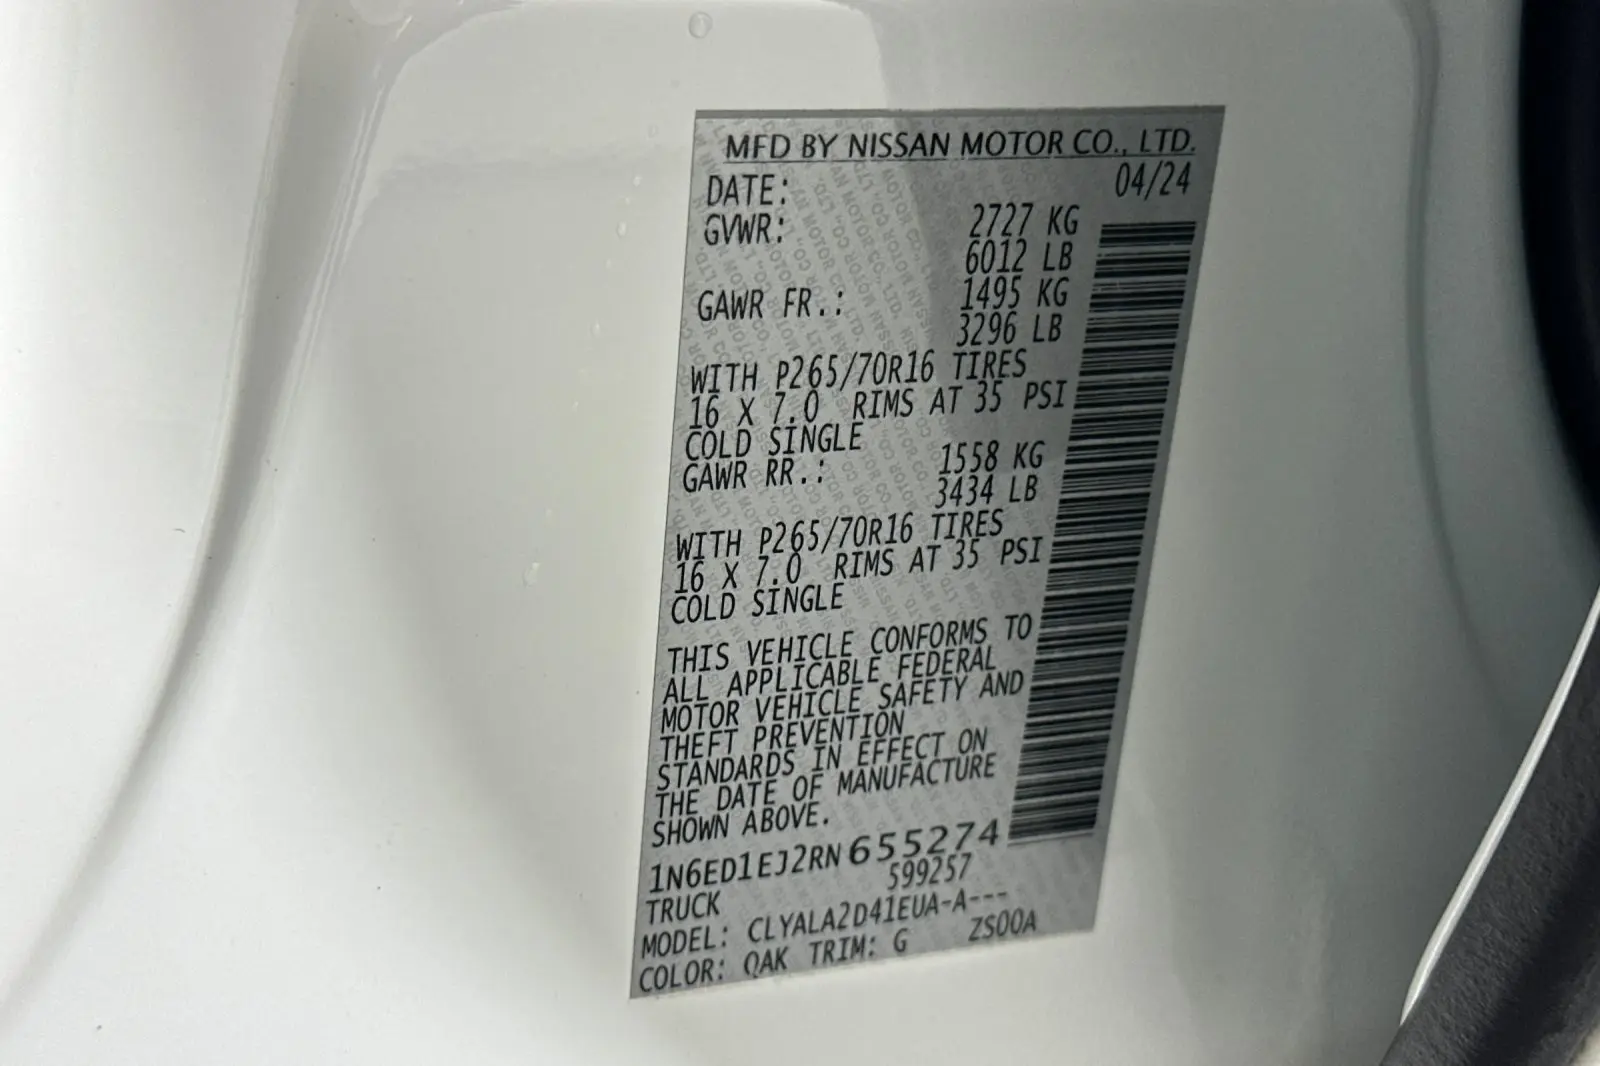 MFD BY NISSAN MOTOR CO., LTD.
DATE: 04/24
GVWR: 2727 KG
6012 LB
GAWR FR.: 1495 KG
3296 LB
WITH P265/70R16 TIRES
16 X 7.0 RIMS AT 35 PSI
COLD SINGLE
GAWR RR.: 1558 KG
3434 LB
WITH P265/70R16 TIRES
16 X 7.0 RIMS AT 35 PSI
COLD SINGLE
THIS VEHICLE CONFORMS TO
ALL APPLICABLE FEDERAL
MOTOR VEHICLE SAFETY AND
THEFT PREVENTION
STANDARDS IN EFFECT ON
THE DATE OF MANUFACTURE
SHOWN ABOVE.
1N6ED1EJ2RN655274
TRUCK 599257
MODEL: CLYALA2D41EUA-A---
COLOR: QAK TRIM: G ZS00A